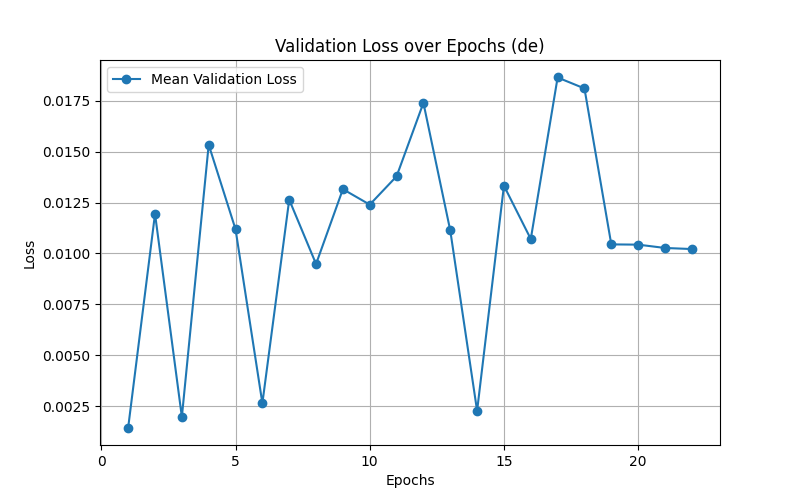 Validation Loss over Epochs (de)
Mean Validation Loss
0.0175
0.0150
0.0125
0.0100
0.0075
0.0050
0.0025
Loss
0 5 10 15 20
Epochs